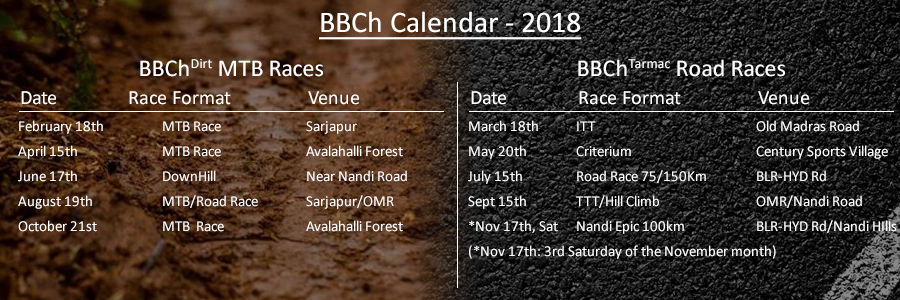 BBCh Calendar - 2018
BBChDirt MTB Races
Date Race Format Venue
February 18th MTB Race Sarjapur
April 15th MTB Race Avalahalli Forest
June 17th DownHill Near Nandi Road
August 19th MTB/Road Race Sarjapur/OMR
October 21st MTB Race Avalahalli Forest
BBChTarmac Road Races
Date Race Format Venue
March 18th ITT Old Madras Road
May 20th Criterium Century Sports Village
July 15th Road Race 75/150Km BLR-HYD Rd
Sept 15th TTT/Hill Climb OMR/Nandi Road
*Nov 17th, Sat Nandi Epic 100km BLR-HYD Rd/Nandi HIlls
(*Nov 17th: 3rd Saturday of the November month)